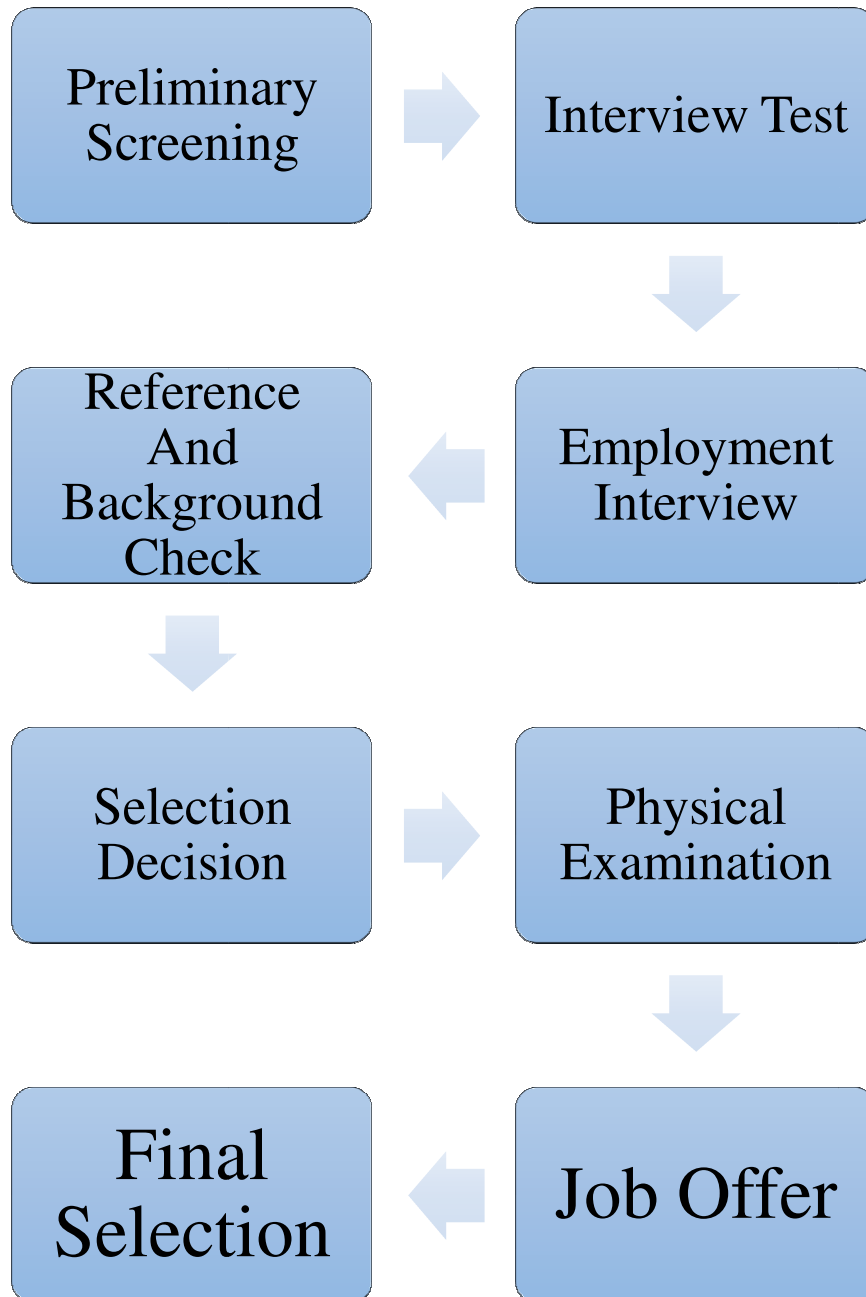 Preliminary
Screening
Interview Test
Employment
Interview
Reference
And
Background
Check
Selection
Decision
Physical
Examination
Job Offer
Final
Selection